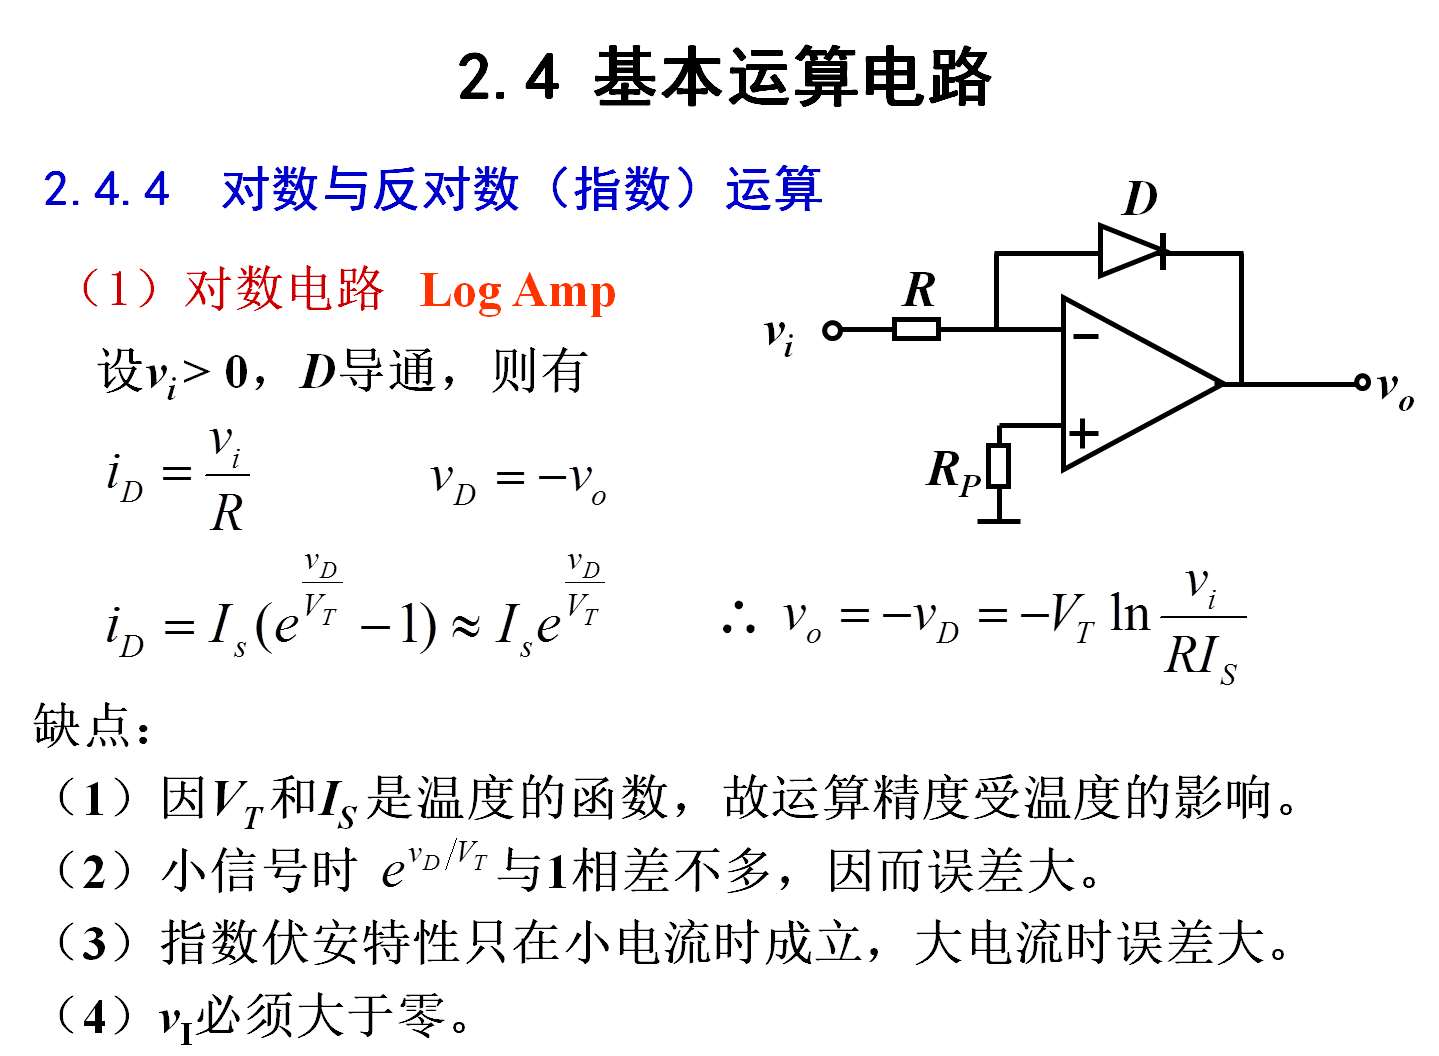 2.4 基本运算电路
2.4.4 对数与反对数（指数）运算
（1）对数电路 Log Amp
设vi > 0，D导通，则有
iD = vi / R
vD = −vo
iD = Is(e^(vD/VT) − 1) ≈ Is e^(vD/VT)
∴ vo = −vD = −VT ln vi / RIS
D
R
vi
−
+
vo
RP
缺点：
（1）因VT和IS是温度的函数，故运算精度受温度的影响。
（2）小信号时 e^(vD/VT) 与1相差不多，因而误差大。
（3）指数伏安特性只在小电流时成立，大电流时误差大。
（4）vI必须大于零。